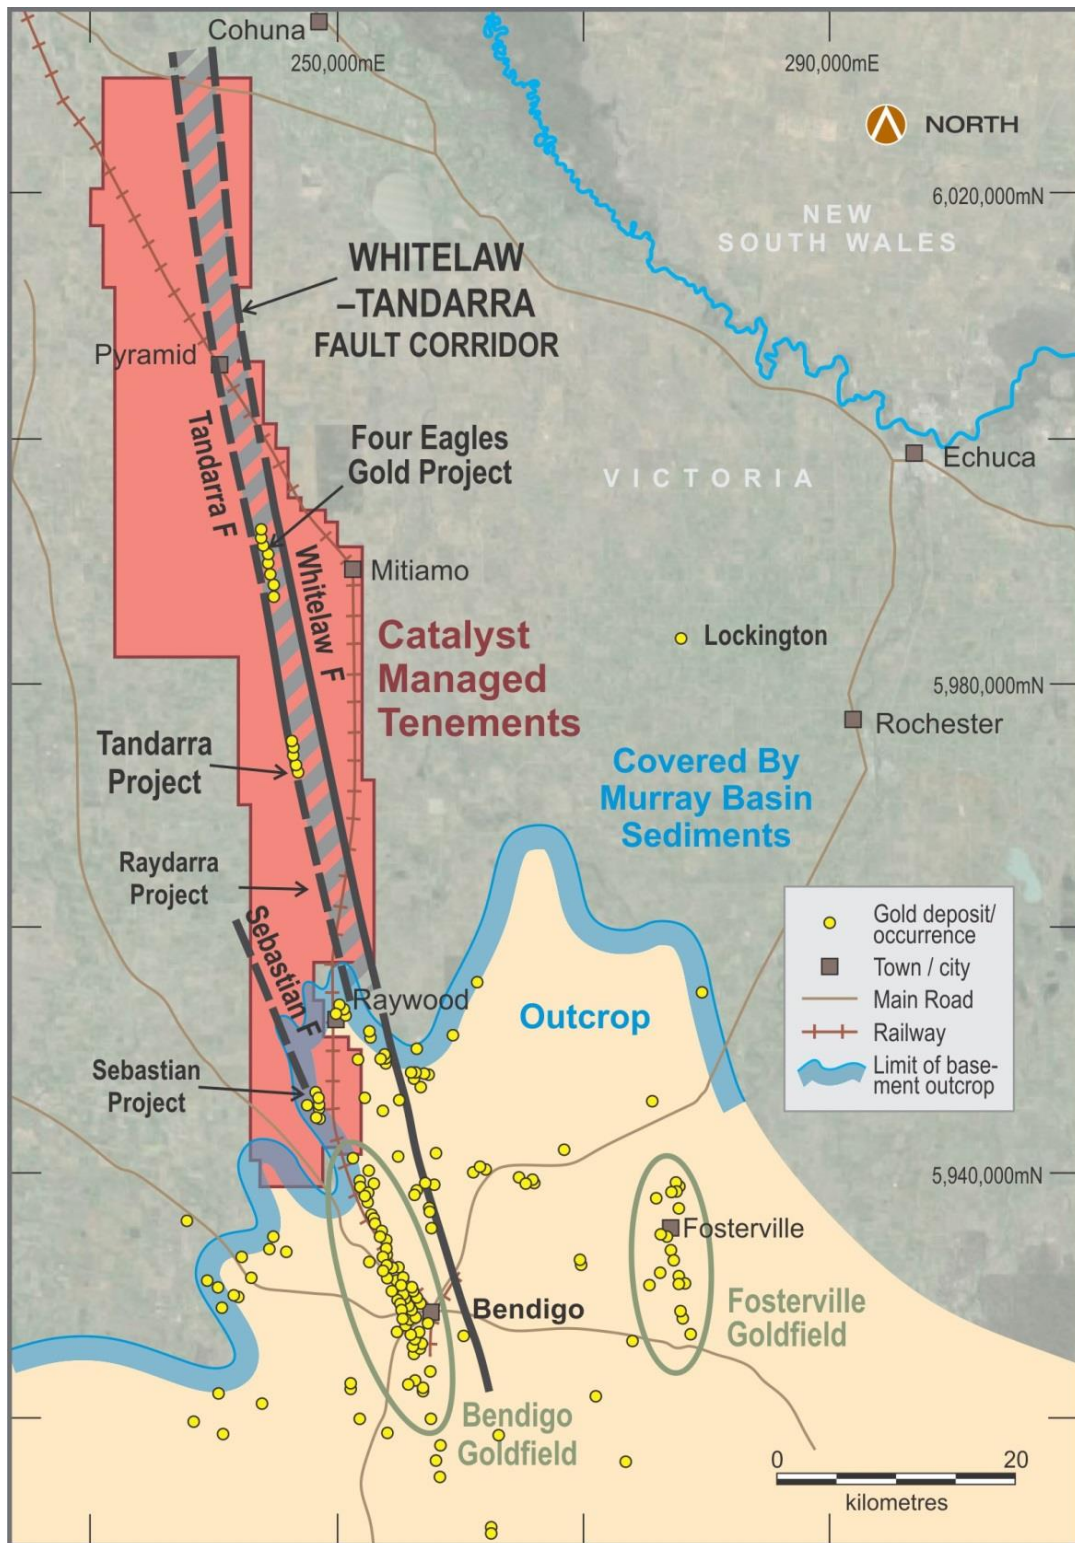 Cohuna
250,000mE
290,000mE
NORTH
6,020,000mN
NEW
SOUTH WALES
WHITELAW
–TANDARRA
FAULT CORRIDOR
Pyramid
Tandarra F
Four Eagles
Gold Project
Echuca
VICTORIA
Whitelaw F
Mitiamo
Catalyst
Managed
Tenements
Lockington
5,980,000mN
Rochester
Tandarra
Project
Covered By
Murray Basin
Sediments
Raydarra
Project
Sebastian F
Gold deposit/
occurrence
Town / city
Main Road
Railway
Limit of base-
ment outcrop
Raywood
Outcrop
Sebastian
Project
5,940,000mN
Fosterville
Bendigo
Fosterville
Goldfield
Bendigo
Goldfield
0
20
kilometres